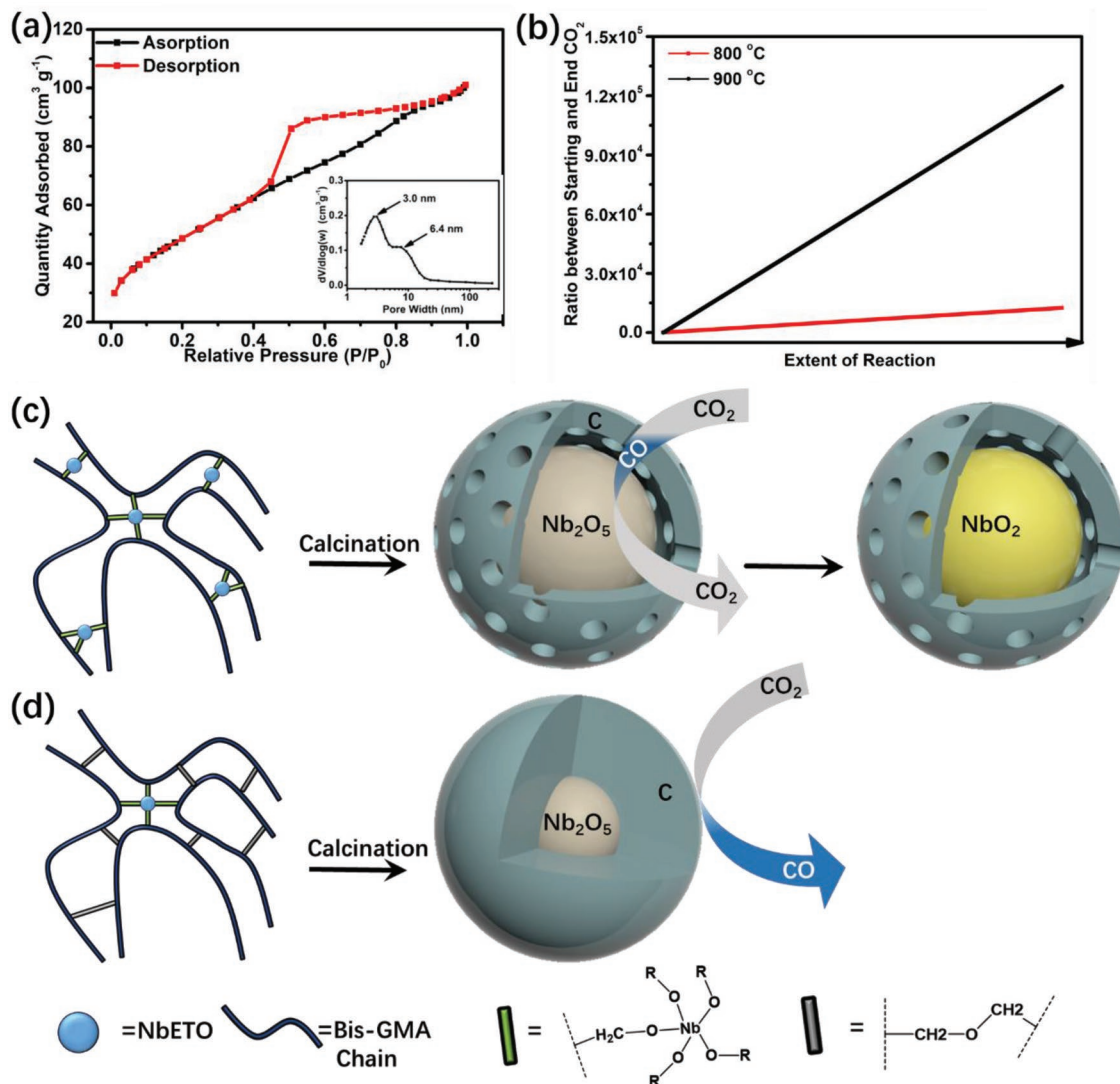 (a)
120
100
80
60
40
20
Quantity Adsorbed (cm³ g⁻¹)
Asorption
Desorption
0.0 0.2 0.4 0.6 0.8 1.0
Relative Pressure (P/P₀)
0.3
0.2
0.1
0.0
dV/dlog(w) (cm³g⁻¹)
3.0 nm
6.4 nm
1 10 100
Pore Width (nm)
(b)
1.5x10⁵
1.2x10⁵
9.0x10⁴
6.0x10⁴
3.0x10⁴
0.0
Ratio between Starting and End CO²
800 °C
900 °C
Extent of Reaction
(c)
Calcination
C
CO₂
CO
Nb₂O₅
CO₂
NbO₂
(d)
Calcination
CO₂
C
Nb₂O₅
CO
=NbETO
=Bis-GMA
Chain
=
R R
O O
H₂C O Nb
O O R
R
=
CH2 O CH2